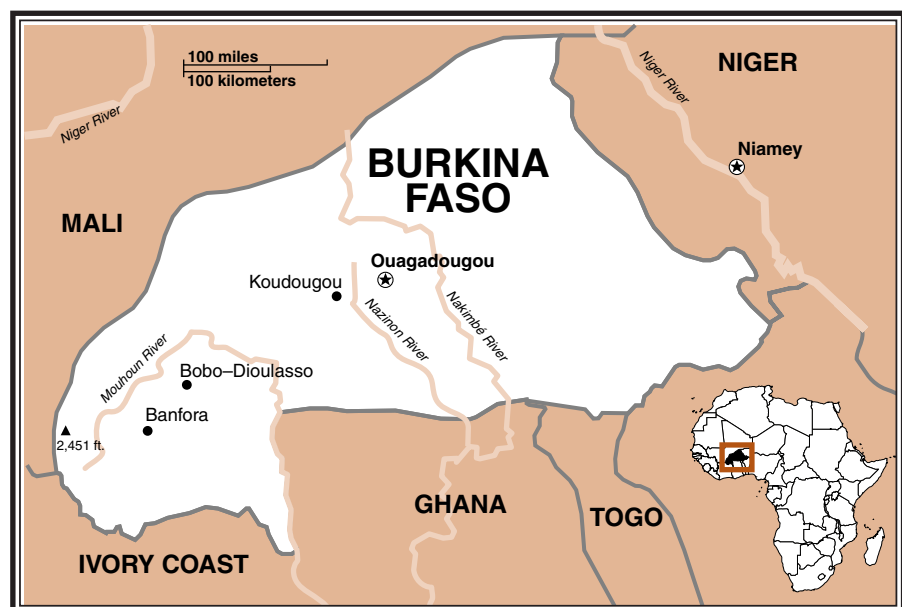 100 miles
100 kilometers
NIGER
Niger River
Niger River
Niamey
BURKINA
FASO
MALI
Ouagadougou
Koudougou
Nazinon River
Nakimbé River
Mouhoun River
Bobo–Dioulasso
Banfora
2,451 ft.
GHANA
TOGO
IVORY COAST